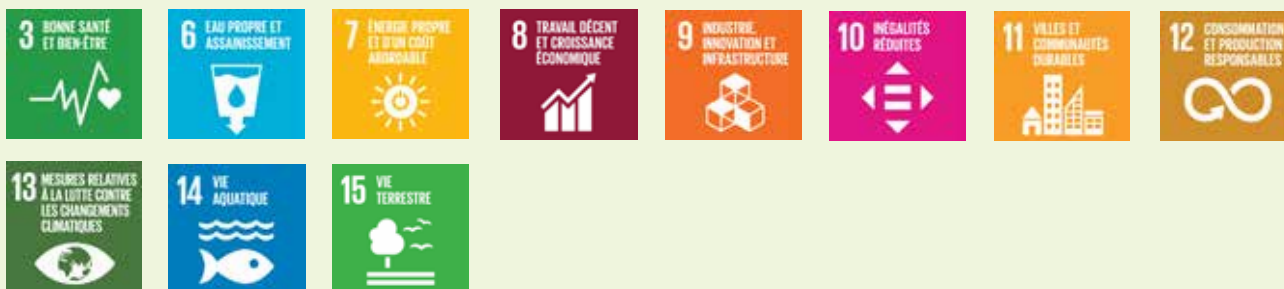 3 BONNE SANTÉ
ET BIEN-ÊTRE
6 EAU PROPRE ET
ASSAINISSEMENT
7 ÉNERGIE PROPRE
ET D'UN COÛT
ABORDABLE
8 TRAVAIL DÉCENT
ET CROISSANCE
ÉCONOMIQUE
9 INDUSTRIE,
INNOVATION ET
INFRASTRUCTURE
10 INÉGALITÉS
RÉDUITES
11 VILLES ET
COMMUNAUTÉS
DURABLES
12 CONSOMMATION
ET PRODUCTION
RESPONSABLES
13 MESURES RELATIVES
À LA LUTTE CONTRE
LES CHANGEMENTS
CLIMATIQUES
14 VIE
AQUATIQUE
15 VIE
TERRESTRE